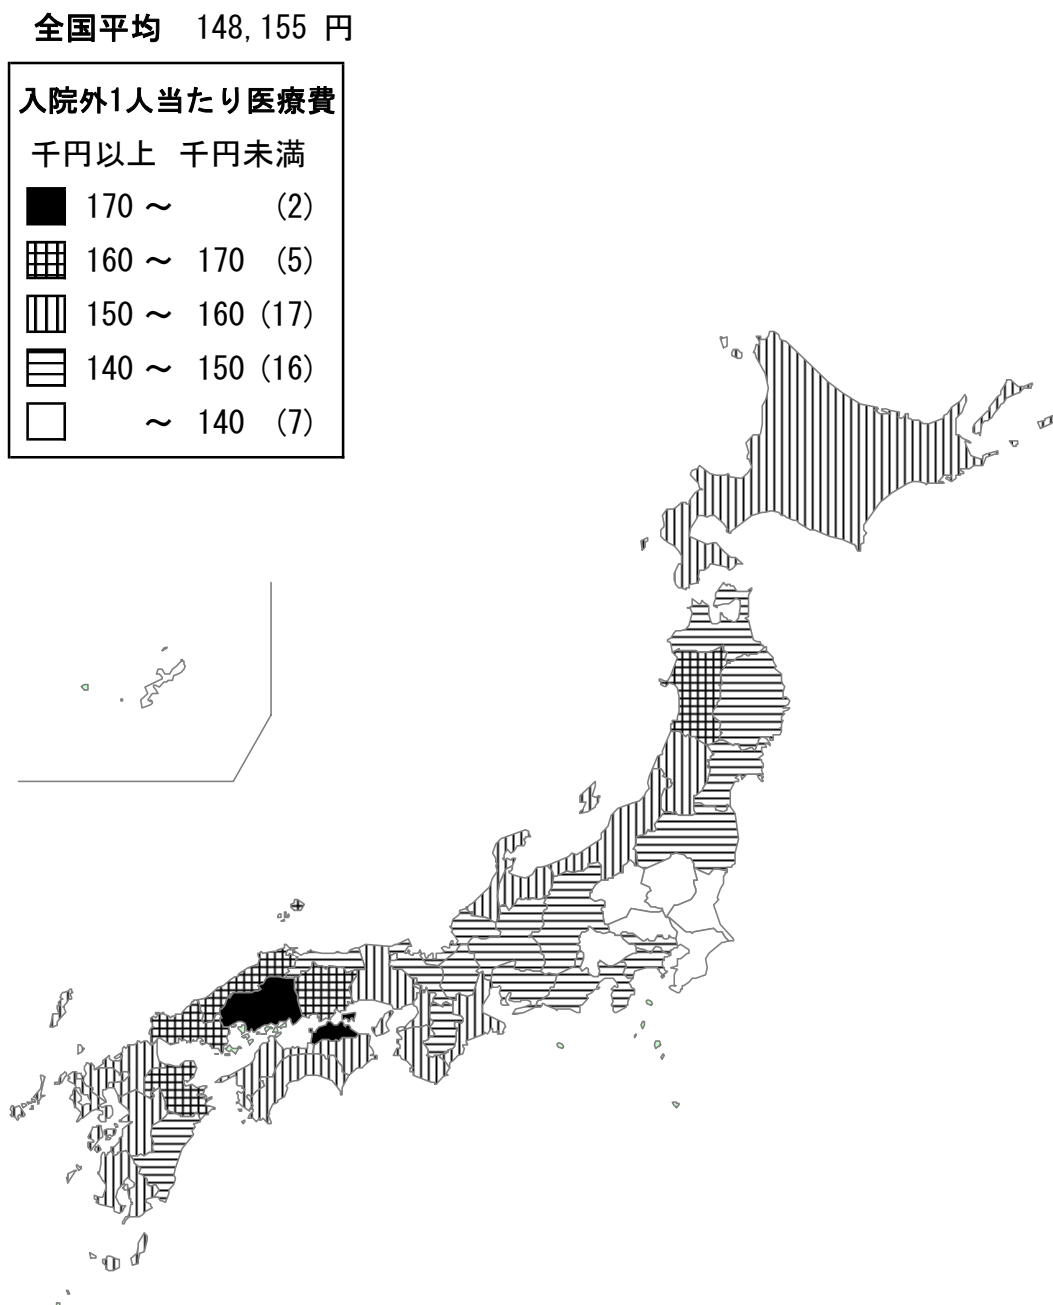 全国平均 148,155 円
入院外1人当たり医療費
千円以上 千円未満
170 ～ (2)
160 ～ 170 (5)
150 ～ 160 (17)
140 ～ 150 (16)
～ 140 (7)